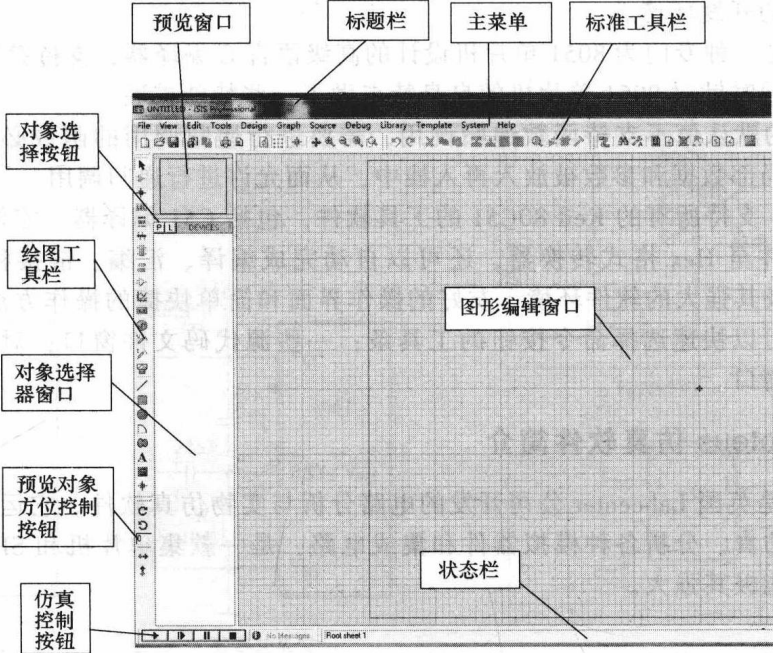 预览窗口
标题栏
主菜单
标准工具栏
对象选
择按钮
绘图工
具栏
对象选择
器窗口
预览对象
方位控制
按钮
仿真
控制
按钮
图形编辑窗口
状态栏
UNTITLED - ISIS Professional
File View Edit Tools Design Graph Source Debug Library Template System Help
P L DEVICES
A
No Messages Root sheet 1